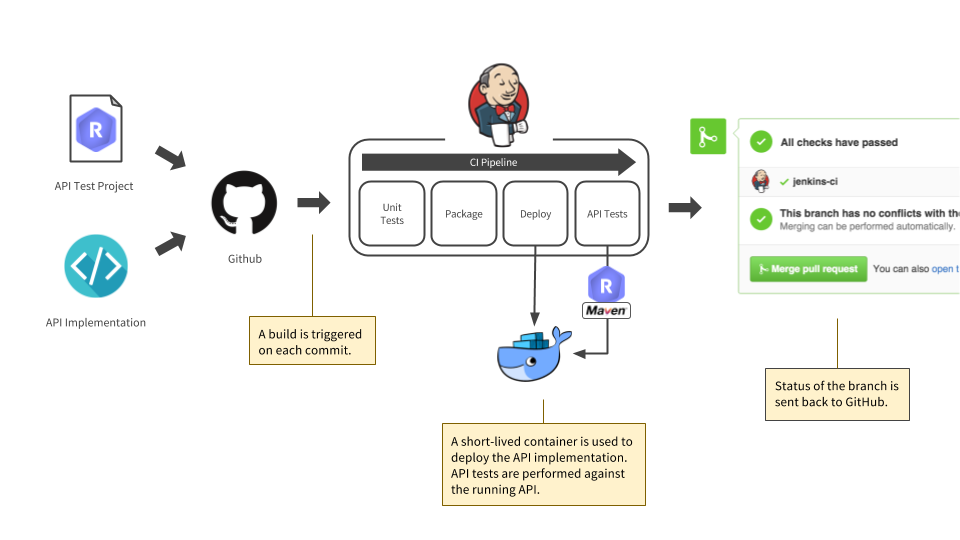 R
API Test Project
API Implementation
Github
A build is triggered
on each commit.
CI Pipeline
Unit
Tests
Package
Deploy
API Tests
R
Maven
A short-lived container is used to
deploy the API implementation.
API tests are performed against
the running API.
All checks have passed
jenkins-ci
This branch has no conflicts with the
Merging can be performed automatically.
Merge pull request
You can also open t
Status of the branch is
sent back to GitHub.